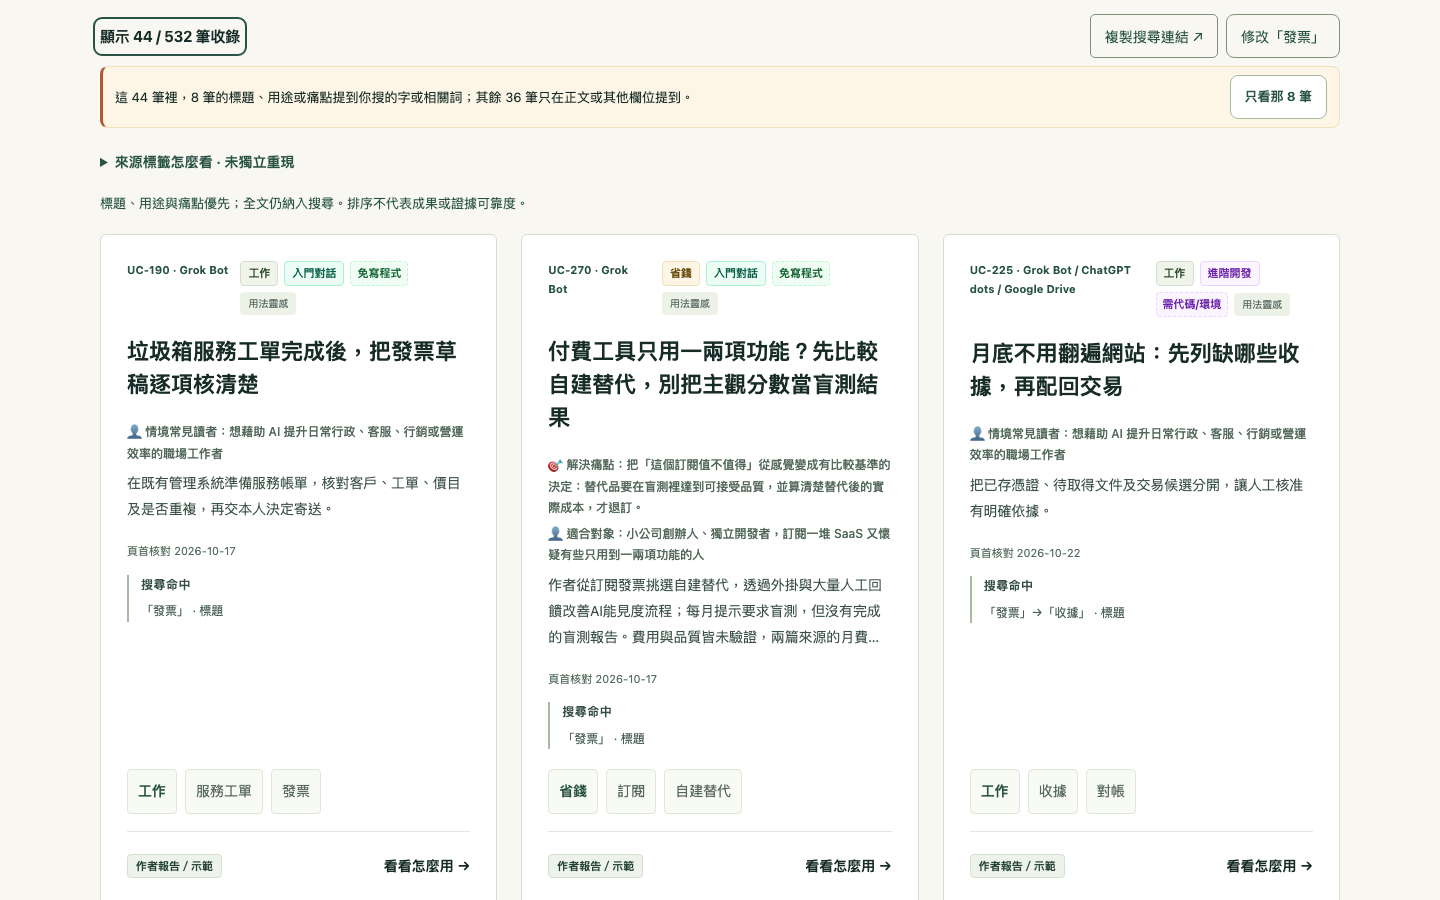 顯示 44 / 532 筆收錄
複製搜尋連結 ↗
修改「發票」
這 44 筆裡，8 筆的標題、用途或痛點提到你搜的字或相關詞；其餘 36 筆只在正文或其他欄位提到。
只看那 8 筆
▶ 來源標籤怎麼看 · 未獨立重現
標題、用途與痛點優先；全文仍納入搜尋。排序不代表成果或證據可靠度。
UC-190 · Grok Bot
工作
入門對話
免寫程式
用法靈感
垃圾箱服務工單完成後，把發票草
稿逐項核清楚
👤 情境常見讀者：想藉助 AI 提升日常行政、客服、行銷或營運
效率的職場工作者
在既有管理系統準備服務帳單，核對客戶、工單、價目
及是否重複，再交本人決定寄送。
頁首核對 2026-10-17
搜尋命中
「發票」 · 標題
工作
服務工單
發票
作者報告 / 示範
看看怎麼用 →
UC-270 · Grok
Bot
省錢
入門對話
免寫程式
用法靈感
付費工具只用一兩項功能？先比較
自建替代，別把主觀分數當盲測結
果
🎯 解決痛點：把「這個訂閱值不值得」從感覺變成有比較基準的
決定：替代品要在盲測裡達到可接受品質，並算清楚替代後的實
際成本，才退訂。
👤 適合對象：小公司創辦人、獨立開發者，訂閱一堆 SaaS 又懷
疑有些只用到一兩項功能的人
作者從訂閱發票挑選自建替代，透過外掛與大量人工回
饋改善AI能見度流程；每月提示要求盲測，但沒有完成
的盲測報告。費用與品質皆未驗證，兩篇來源的月費...
頁首核對 2026-10-17
搜尋命中
「發票」 · 標題
省錢
訂閱
自建替代
作者報告 / 示範
看看怎麼用 →
UC-225 · Grok Bot / ChatGPT
dots / Google Drive
工作
進階開發
需代碼/環境
用法靈感
月底不用翻遍網站：先列缺哪些收
據，再配回交易
👤 情境常見讀者：想藉助 AI 提升日常行政、客服、行銷或營運
效率的職場工作者
把已存憑證、待取得文件及交易候選分開，讓人工核准
有明確依據。
頁首核對 2026-10-22
搜尋命中
「發票」→「收據」 · 標題
工作
收據
對帳
作者報告 / 示範
看看怎麼用 →